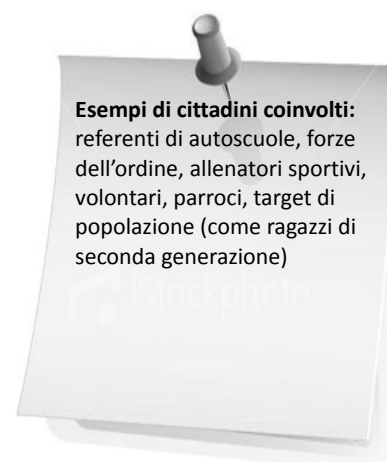 Esempi di cittadini coinvolti:
referenti di autoscuole, forze
dell’ordine, allenatori sportivi,
volontari, parroci, target di
popolazione (come ragazzi di
seconda generazione)
iStockphoto